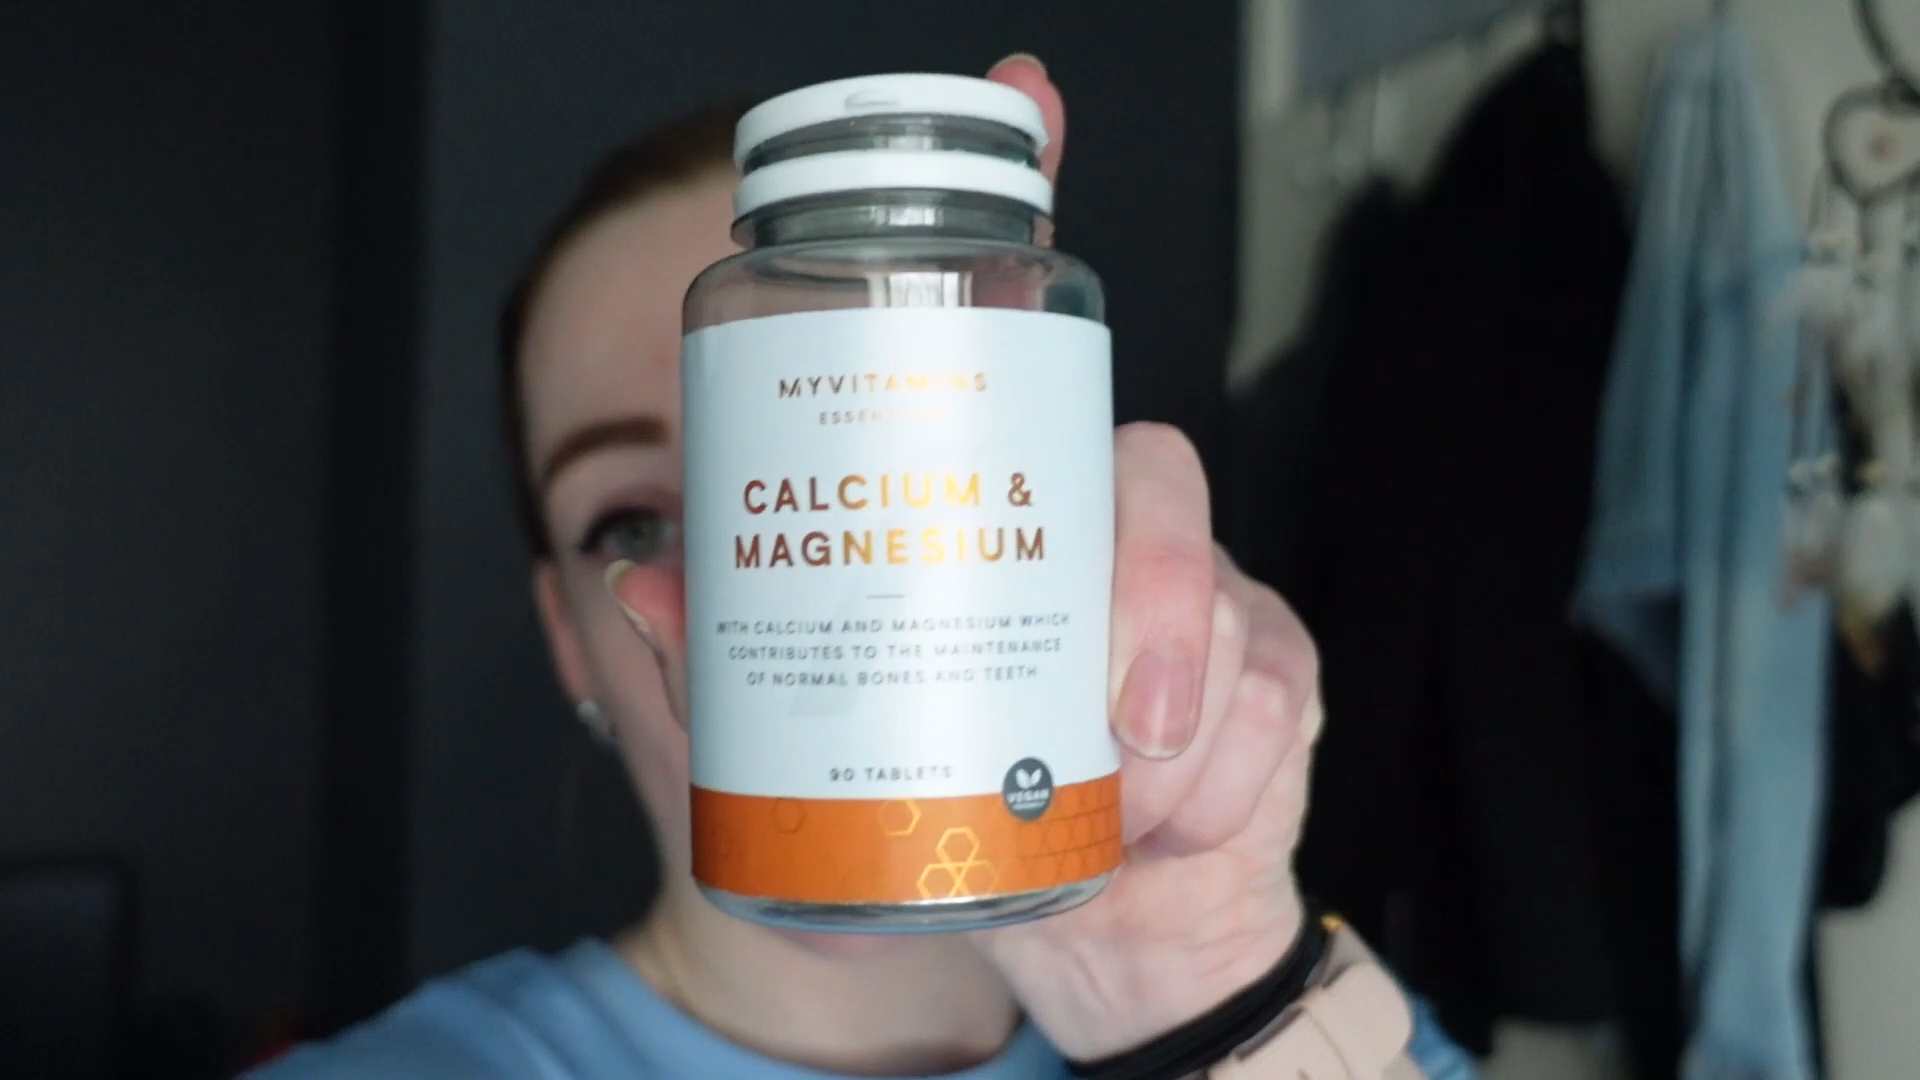 MYVITAMINS
CALCIUM &
MAGNESIUM
WITH CALCIUM AND MAGNESIUM WHICH
CONTRIBUTES TO THE MAINTENANCE
OF NORMAL BONES AND TEETH
90 TABLETS
VEGAN